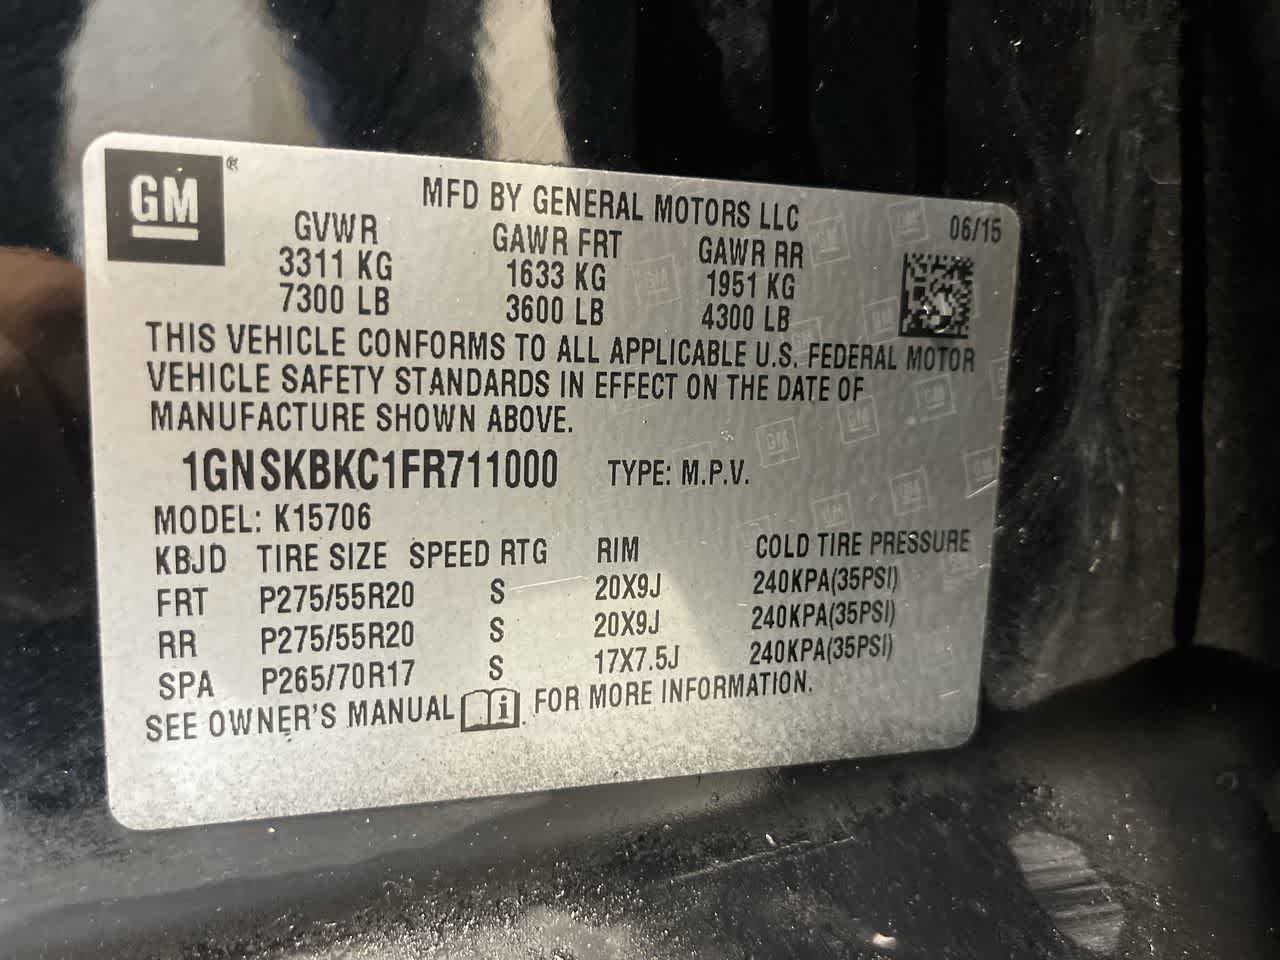 GM ®
MFD BY GENERAL MOTORS LLC
06/15
GVWR GAWR FRT GAWR RR
3311 KG 1633 KG 1951 KG
7300 LB 3600 LB 4300 LB
THIS VEHICLE CONFORMS TO ALL APPLICABLE U.S. FEDERAL MOTOR
VEHICLE SAFETY STANDARDS IN EFFECT ON THE DATE OF
MANUFACTURE SHOWN ABOVE.
1GNSKBKC1FR711000 TYPE: M.P.V.
MODEL: K15706
KBJD TIRE SIZE SPEED RTG RIM COLD TIRE PRESSURE
FRT P275/55R20 S 20X9J 240KPA(35PSI)
RR P275/55R20 S 20X9J 240KPA(35PSI)
SPA P265/70R17 S 17X7.5J 240KPA(35PSI)
SEE OWNER'S MANUAL i. FOR MORE INFORMATION.